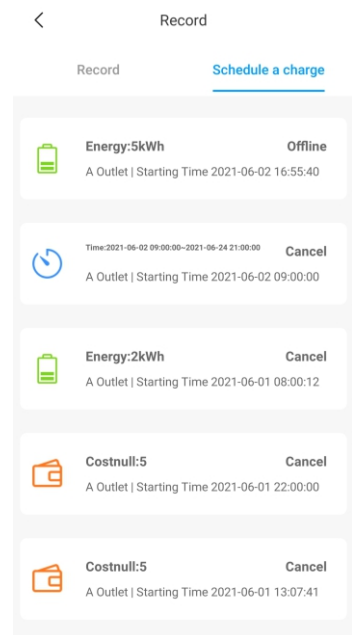 Record
Record Schedule a charge
Energy:5kWh Offline
A Outlet | Starting Time 2021-06-02 16:55:40
Time:2021-06-02 09:00:00~2021-06-24 21:00:00 Cancel
A Outlet | Starting Time 2021-06-02 09:00:00
Energy:2kWh Cancel
A Outlet | Starting Time 2021-06-01 08:00:12
Costnull:5 Cancel
A Outlet | Starting Time 2021-06-01 22:00:00
Costnull:5 Cancel
A Outlet | Starting Time 2021-06-01 13:07:41